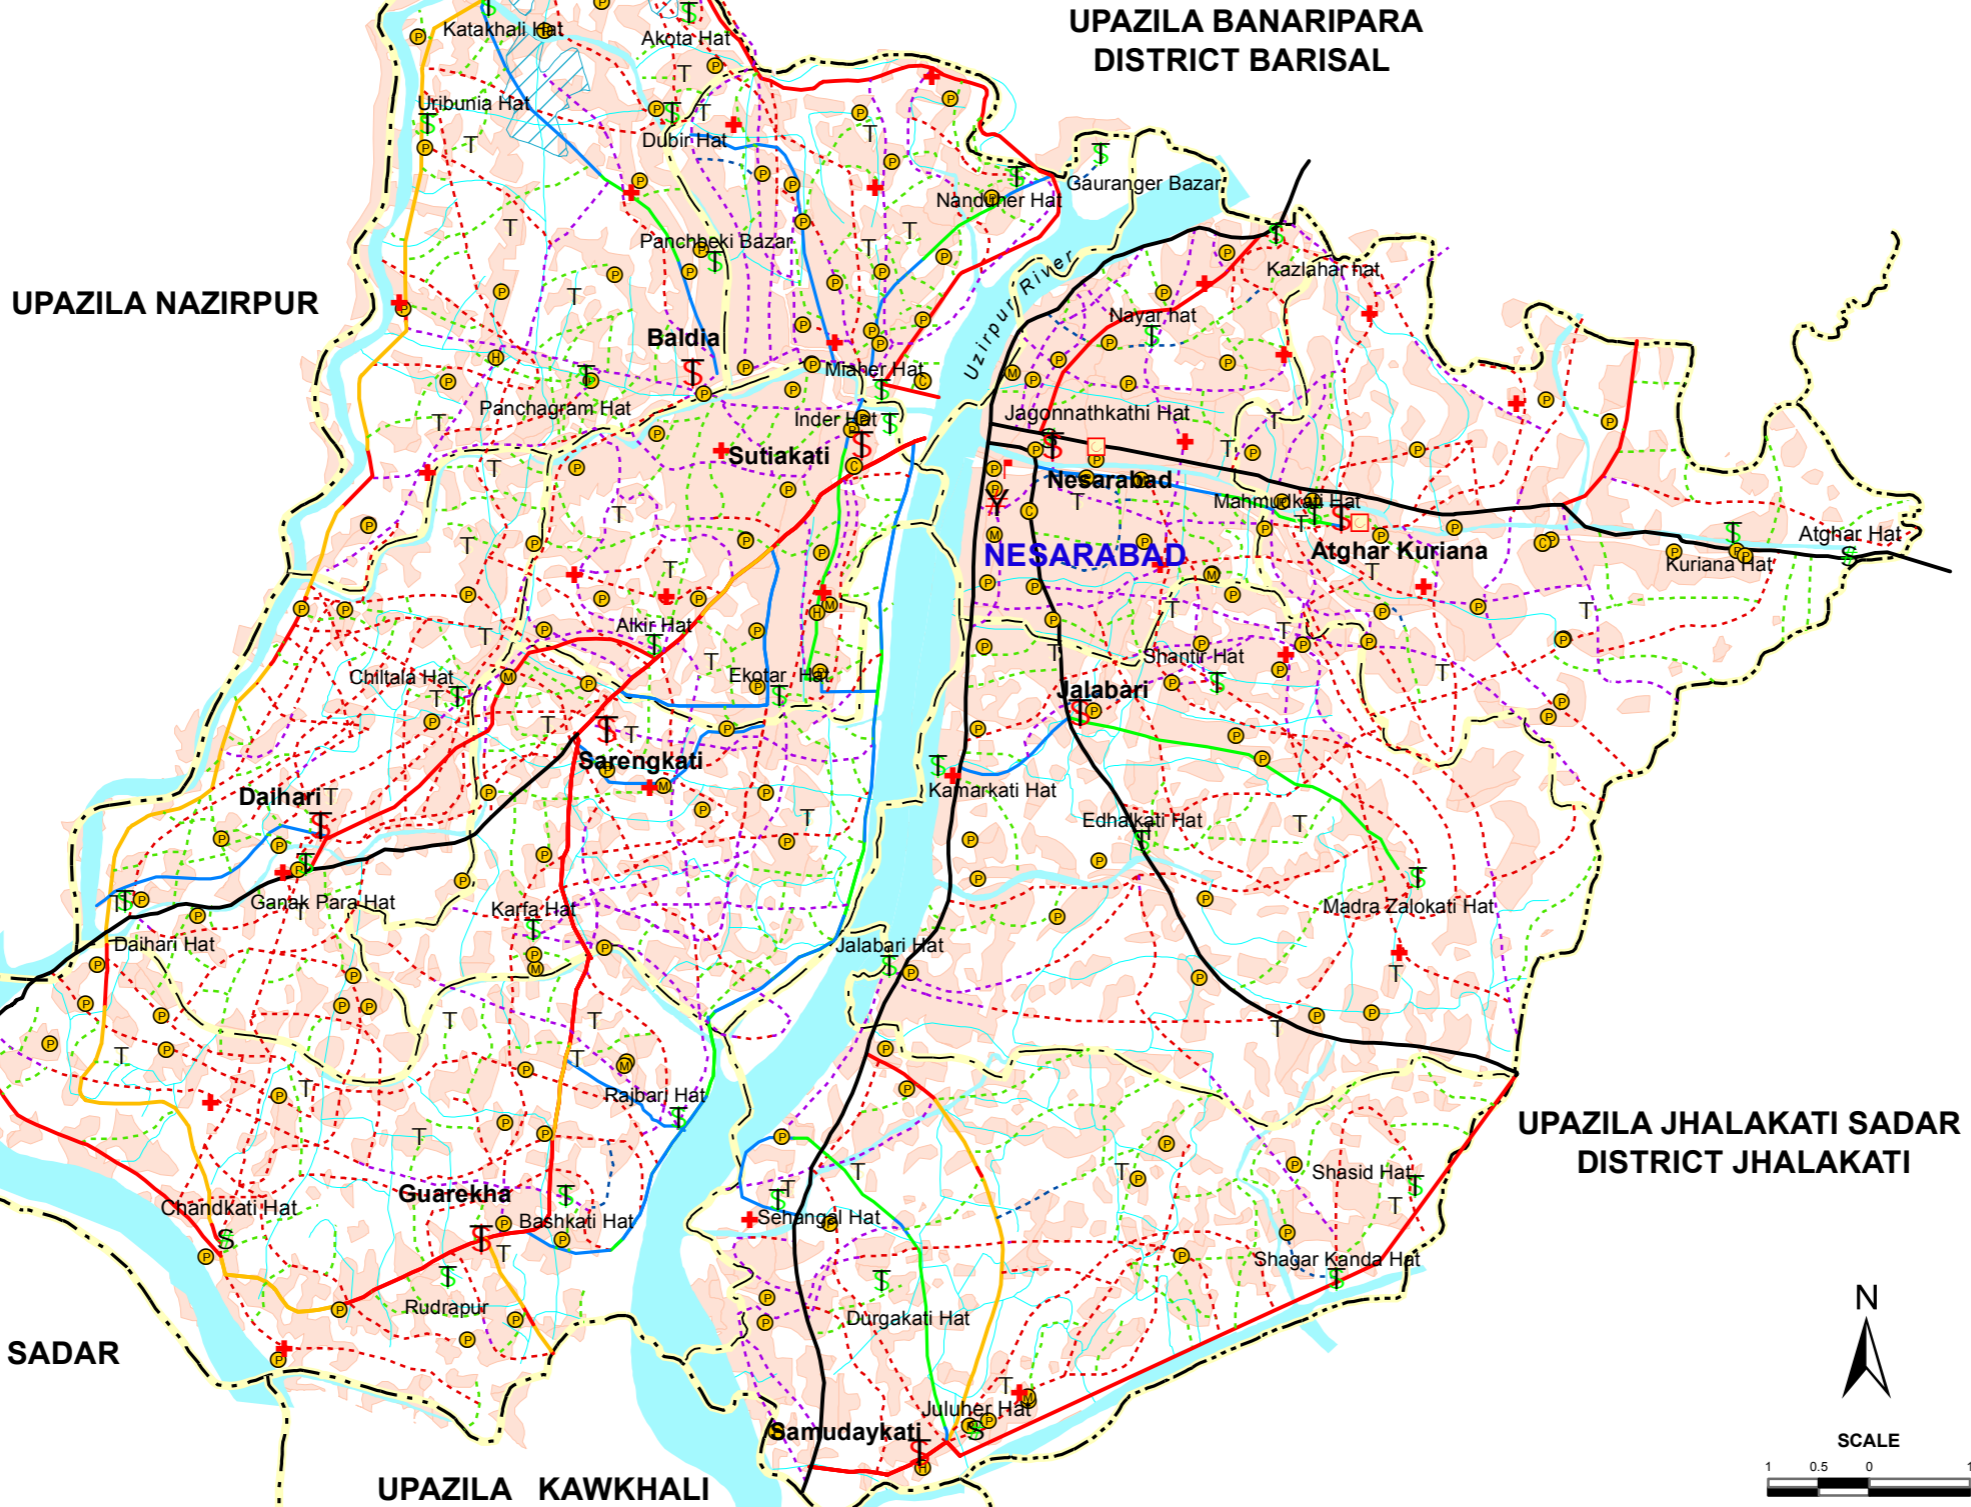 UPAZILA BANARIPARA
DISTRICT BARISAL
Katakhali Hat
Akota Hat
Uribunia Hat
Dubir Hat
Gauranger Bazar
Nanduher Hat
Panchbeki Bazar
Kazlahar hat
Uzirpur River
UPAZILA NAZIRPUR
Nayar hat
Baldia
Miaher Hat
Panchagram Hat
Inder Hat
Jagonnathkathi Hat
Sutiakati
Nesarabad
Mahmudkati Hat
Atghar Hat
NESARABAD
Atghar Kuriana
Kuriana Hat
Alkir Hat
Shantir Hat
Chiltala Hat
Ekotar Hat
Jalabari
Sarengkati
Kamarkati Hat
Daihari
Edhalkati Hat
Ganak Para Hat
Karfa Hat
Madra Zalokati Hat
Daihari Hat
Jalabari Hat
Rajbari Hat
UPAZILA JHALAKATI SADAR
DISTRICT JHALAKATI
Shasid Hat
Guarekha
Chandkati Hat
Bashkati Hat
Sehangal Hat
Shagar Kanda Hat
Rudrapur
Durgakati Hat
N
SADAR
Juluher Hat
Samudaykati
SCALE
1 0.5 0 1
UPAZILA KAWKHALI